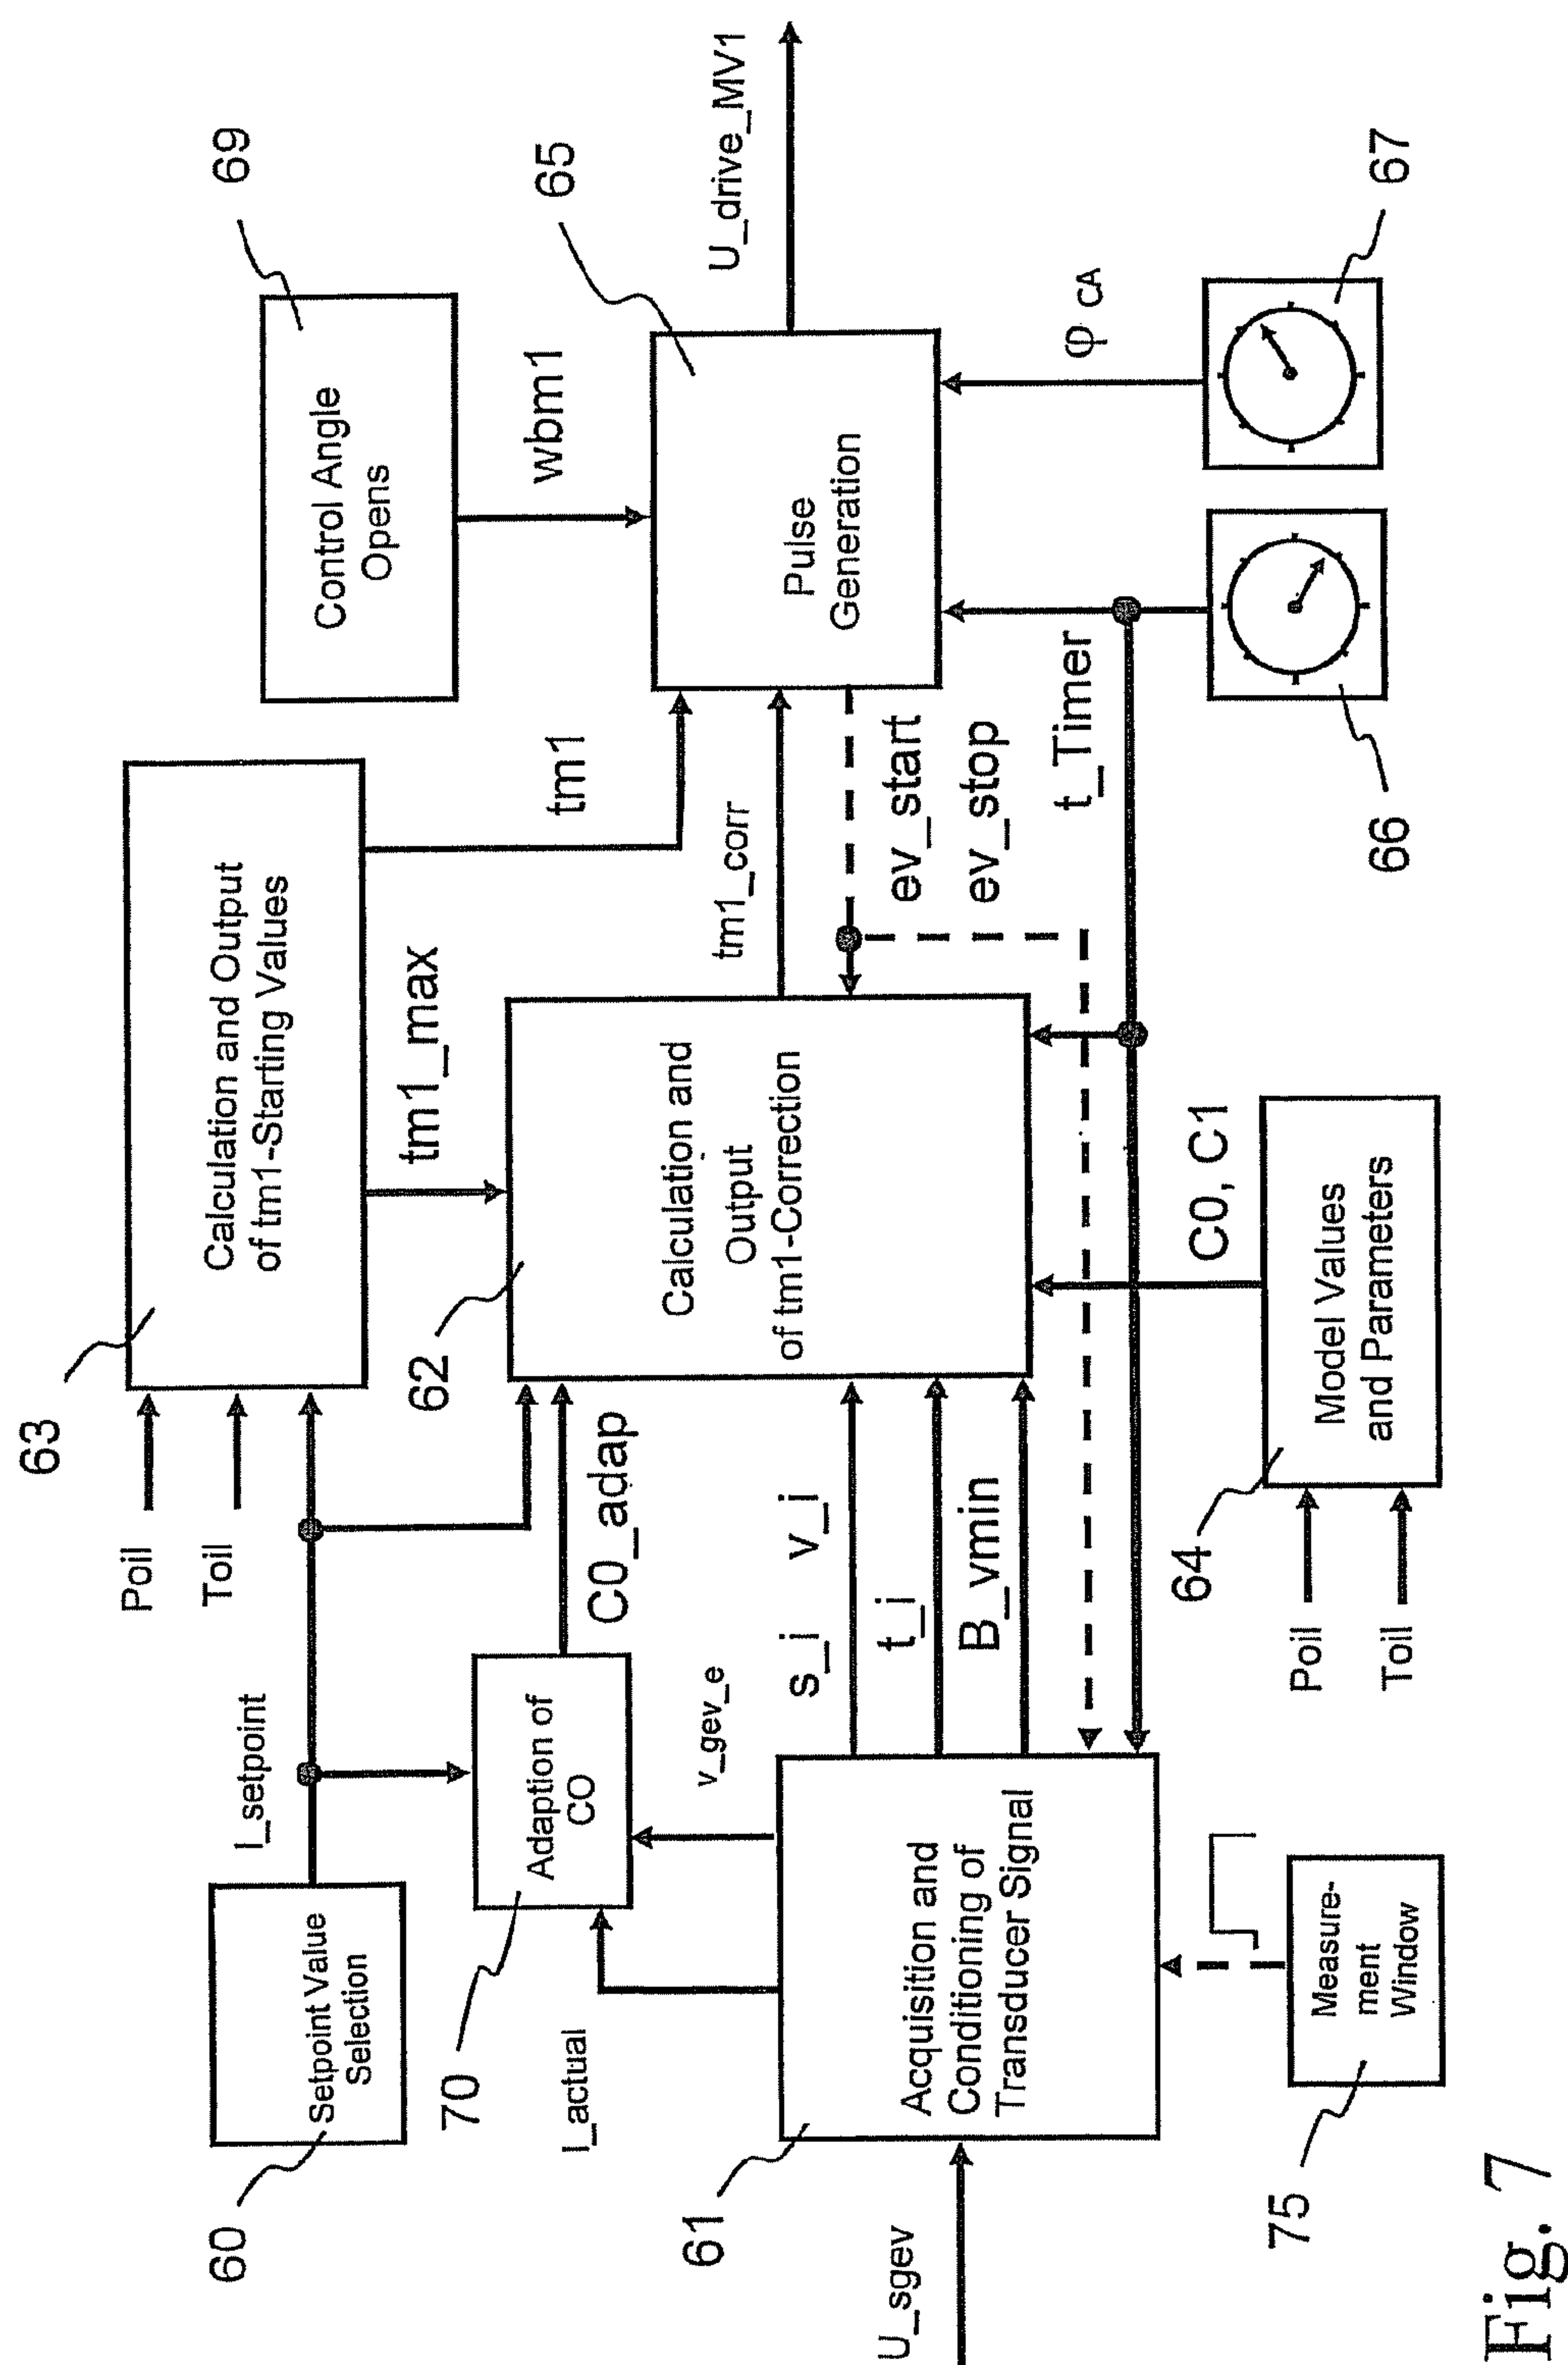 63
Poil
Toil
Calculation and Output
of tm1-Starting Values
69
Control Angle
Opens
60
Setpoint Value
Selection
l_setpoint
62
tm1_max
tm1
wbm1
65
U_drive_MV1
70
Adaption of
CO
C0_adap
Calculation and
Output
of tm1-Correction
tm1_corr
Pulse
Generation
l_actual
v_gev_e
s_i v_i
t_i
B_vmin
ev_start
ev_stop
t_Timer
φ CA
61
U_sgev
Acquisition and
Conditioning of
Transducer Signal
64
Poil
Toil
C0, C1
Model Values
and Parameters
66
67
75
Measure-
ment
Window
Fig. 7